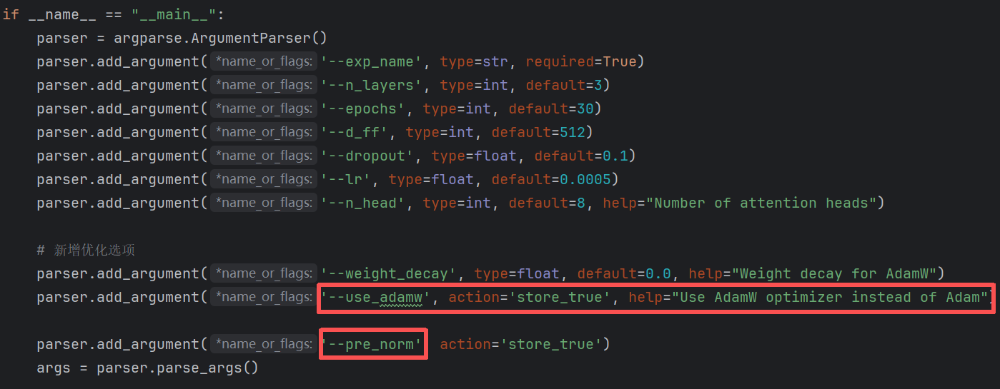 if __name__ == "__main__":
parser = argparse.ArgumentParser()
parser.add_argument(*name_or_flags: '--exp_name', type=str, required=True)
parser.add_argument(*name_or_flags: '--n_layers', type=int, default=3)
parser.add_argument(*name_or_flags: '--epochs', type=int, default=30)
parser.add_argument(*name_or_flags: '--d_ff', type=int, default=512)
parser.add_argument(*name_or_flags: '--dropout', type=float, default=0.1)
parser.add_argument(*name_or_flags: '--lr', type=float, default=0.0005)
parser.add_argument(*name_or_flags: '--n_head', type=int, default=8, help="Number of attention heads")
# 新增优化选项
parser.add_argument(*name_or_flags: '--weight_decay', type=float, default=0.0, help="Weight decay for AdamW")
parser.add_argument(*name_or_flags: '--use_adamw', action='store_true', help="Use AdamW optimizer instead of Adam")
parser.add_argument(*name_or_flags: '--pre_norm' action='store_true')
args = parser.parse_args()